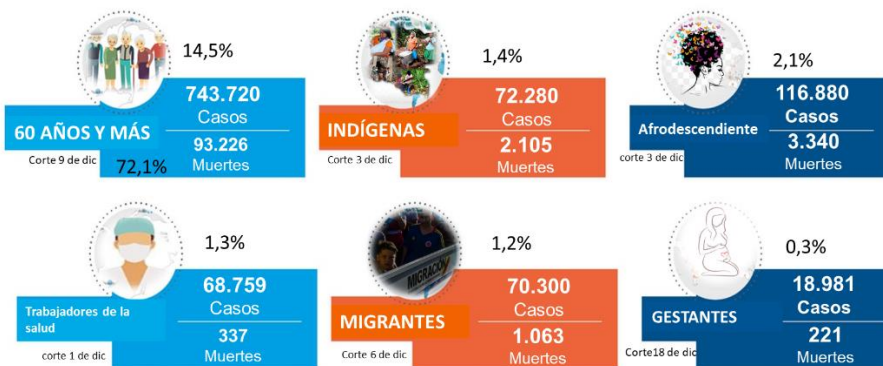 14,5%
743.720
Casos
60 AÑOS Y MÁS
93.226
Muertes
Corte 9 de dic
72,1%
1,4%
72.280
Casos
INDÍGENAS
2.105
Muertes
Corte 3 de dic
2,1%
116.880
Casos
Afrodescendiente
3.340
Muertes
corte 3 de dic
1,3%
68.759
Casos
Trabajadores de la
salud
337
Muertes
corte 1 de dic
1,2%
MIGRACIÓN
70.300
Casos
MIGRANTES
1.063
Muertes
Corte 6 de dic
0,3%
18.981
Casos
GESTANTES
221
Muertes
Corte18 de dic